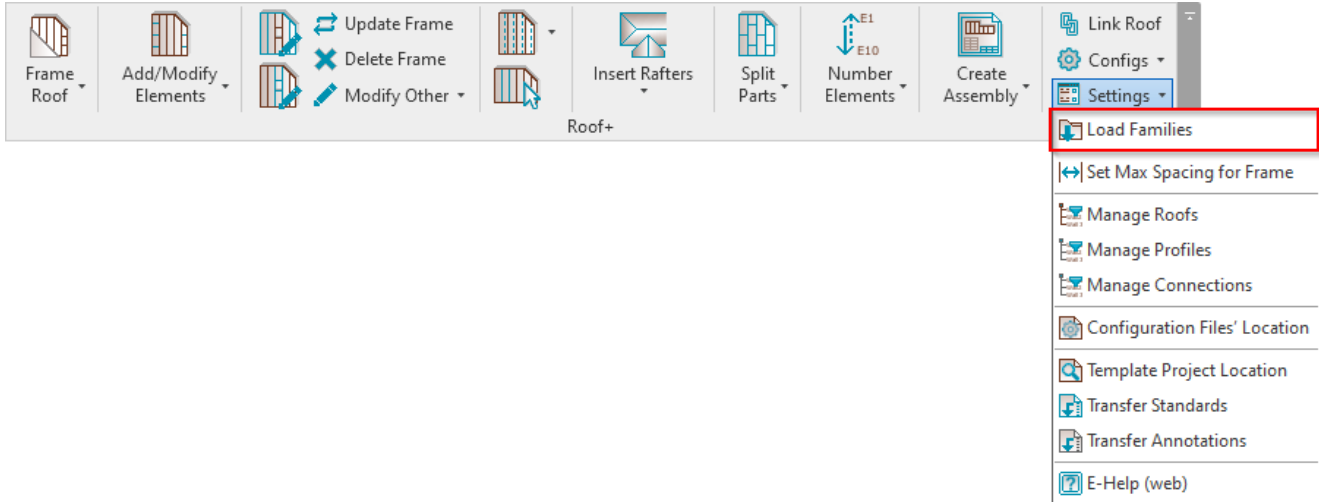 Frame
Roof
Add/Modify
Elements
Update Frame
Delete Frame
Modify Other
Insert Rafters
Split
Parts
E1
E10
Number
Elements
Create
Assembly
Link Roof
Configs
Settings
Roof+
Load Families
Set Max Spacing for Frame
Manage Roofs
Manage Profiles
Manage Connections
Configuration Files' Location
Template Project Location
Transfer Standards
Transfer Annotations
E-Help (web)